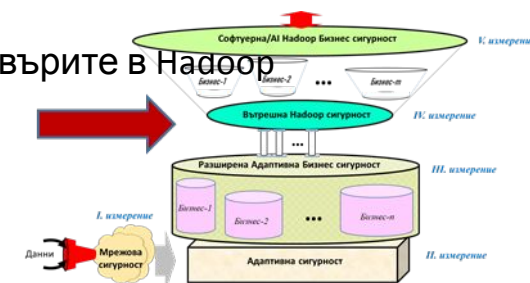 Софтуерна/AI Hadoop Бизнес сигурност
V. измерение
върите в Hadoop
Бизнес-1
Бизнес-2
•••
Бизнес-m
Вътрешна Hadoop сигурност
IV. измерение
...
Разширена Адаптивна Бизнес сигурност
III. измерение
Бизнес-1
Бизнес-2
•••
Бизнес-n
I. измерение
Данни
Мрежова
сигурност
Адаптивна сигурност
II. измерение